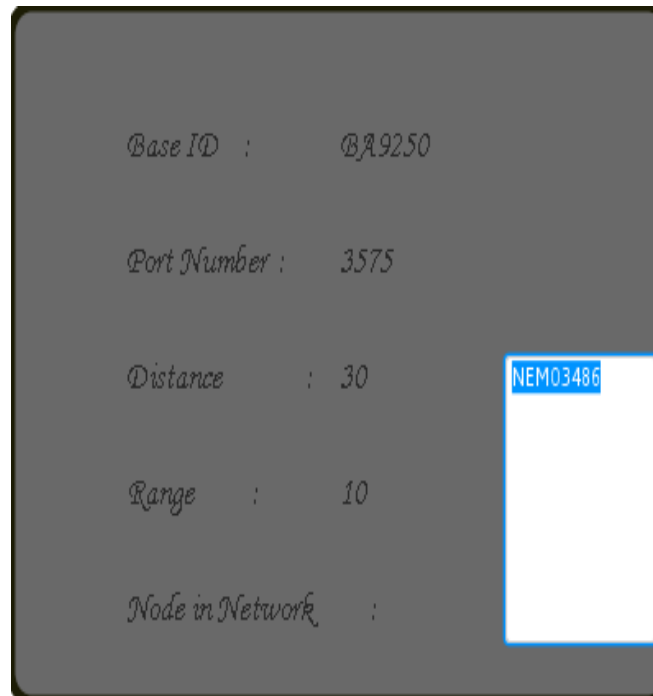 Base ID : BA9250
Port Number : 3575
Distance : 30
NEM03486
Range : 10
Node in Network :